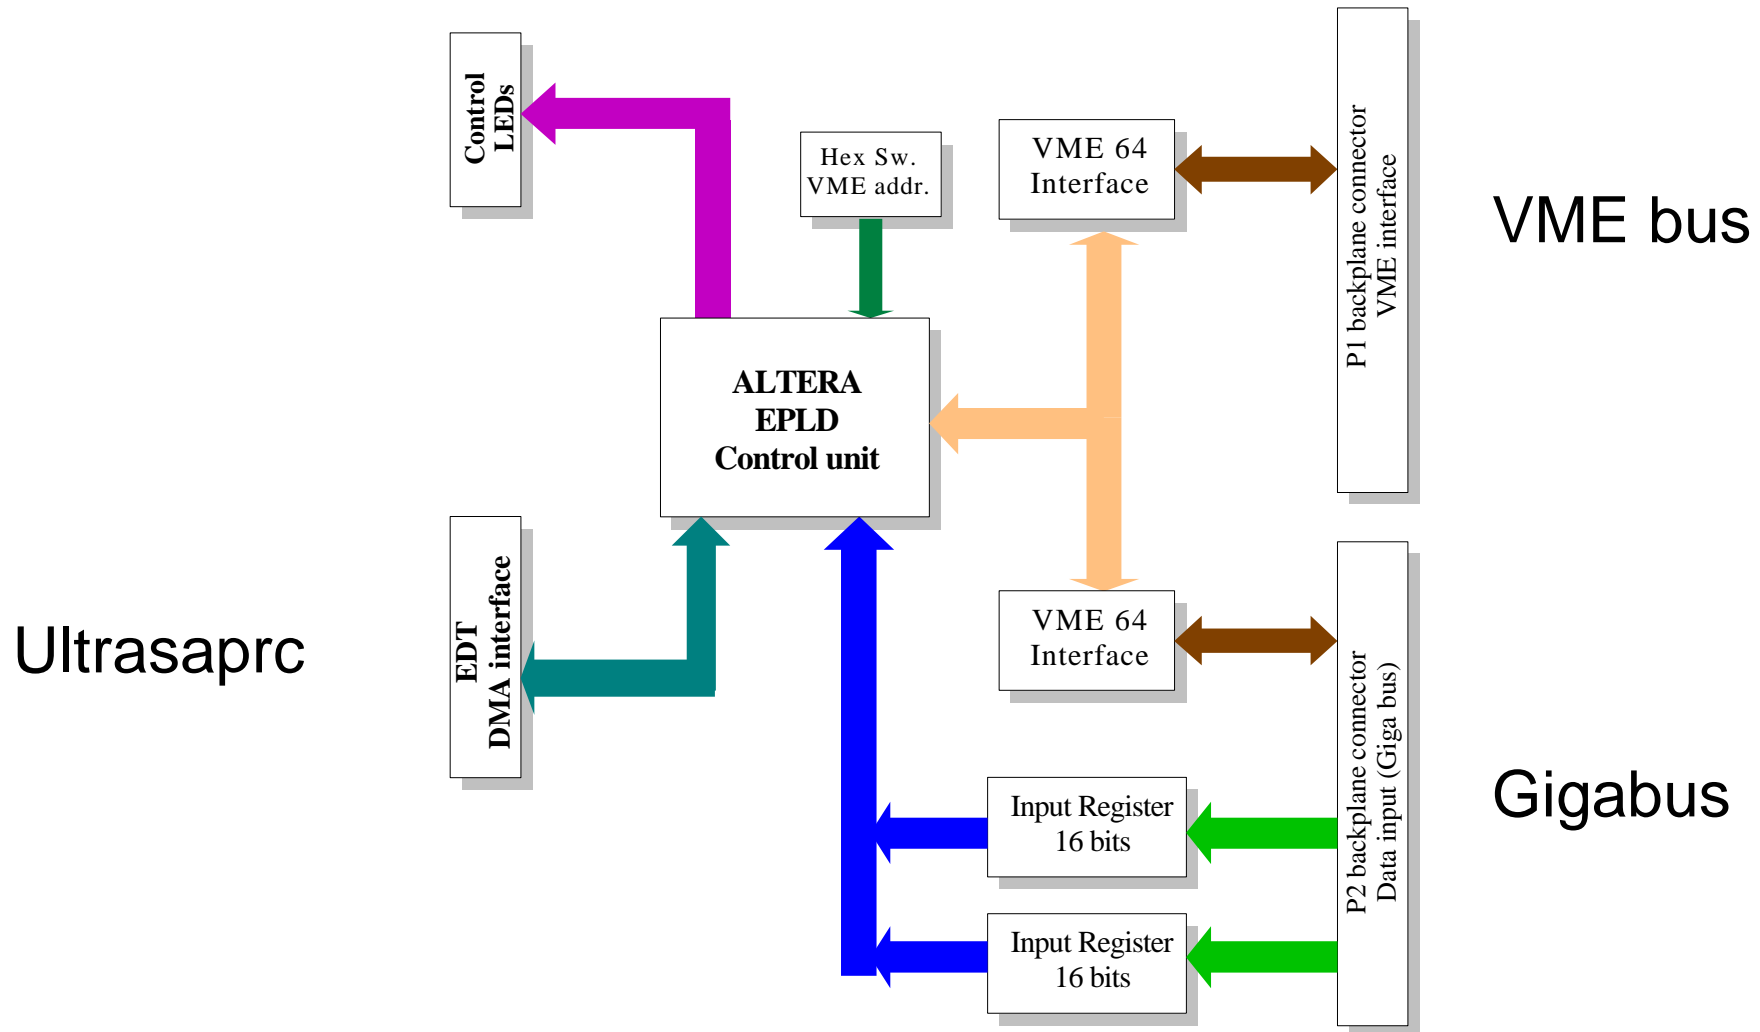 Control
LEDs
Hex Sw.
VME addr.
VME 64
Interface
P1 backplane connector
VME interface
VME bus
ALTERA
EPLD
Control unit
Ultrasaprc
EDT
DMA interface
VME 64
Interface
P2 backplane connector
Data input (Giga bus)
Gigabus
Input Register
16 bits
Input Register
16 bits